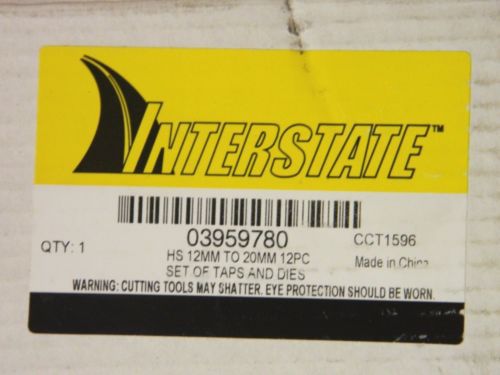 INTERSTATE™
03959780
QTY: 1
CCT1596
HS 12MM TO 20MM 12PC
Made in China
SET OF TAPS AND DIES
WARNING: CUTTING TOOLS MAY SHATTER. EYE PROTECTION SHOULD BE WORN.